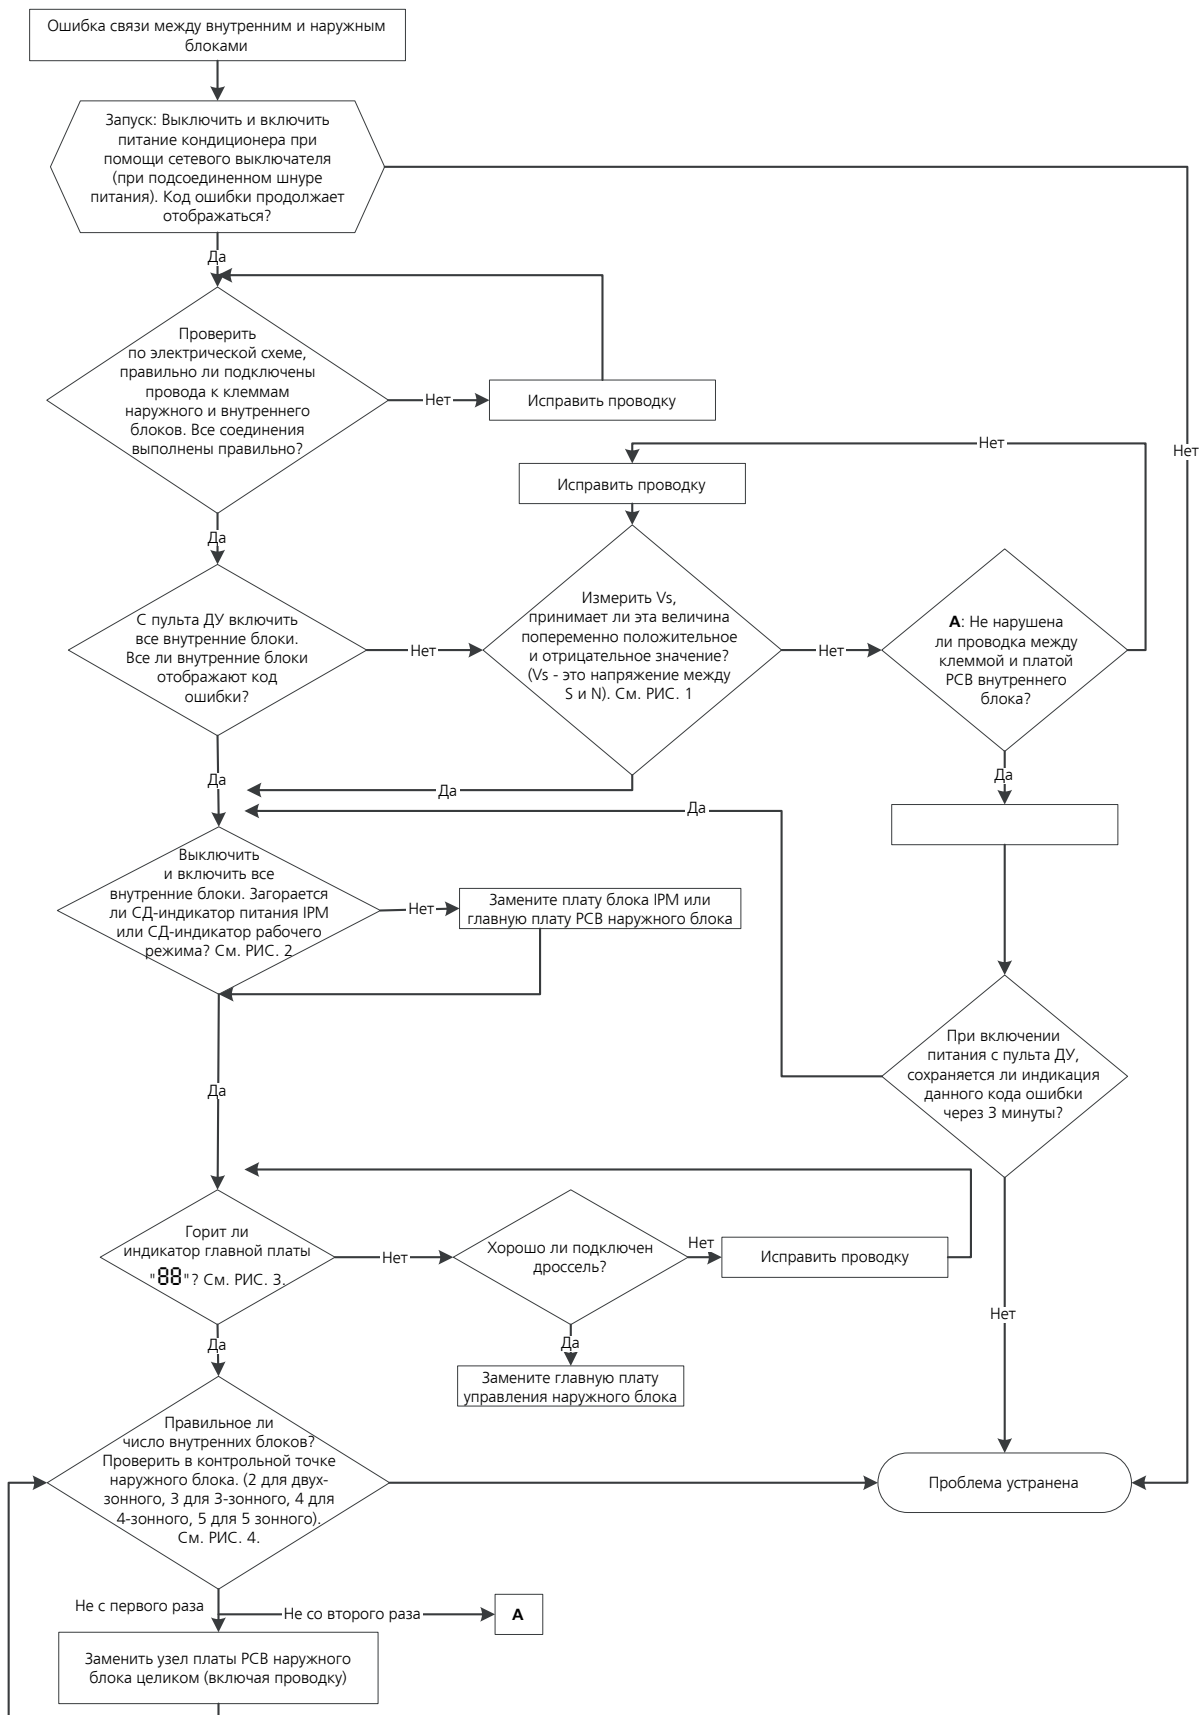 Ошибка связи между внутренним и наружным
блоками
Запуск: Выключить и включить
питание кондиционера при
помощи сетевого выключателя
(при подсоединенном шнуре
питания). Код ошибки продолжает
отображаться?
Да
Проверить
по электрической схеме,
правильно ли подключены
провода к клеммам
наружного и внутреннего
блоков. Все соединения
выполнены правильно?
Нет
Исправить проводку
Нет
Нет
Исправить проводку
Да
С пульта ДУ включить
все внутренние блоки.
Все ли внутренние блоки
отображают код
ошибки?
Нет
Измерить Vs,
принимает ли эта величина
попеременно положительное
и отрицательное значение?
(Vs - это напряжение между
S и N). См. РИС. 1
Нет
A: Не нарушена
ли проводка между
клеммой и платой
PCB внутреннего
блока?
Да
Да
Да
Да
Выключить
и включить все
внутренние блоки. Загорается
ли СД-индикатор питания IPM
или СД-индикатор рабочего
режима? См. РИС. 2
Нет
Замените плату блока IPM или
главную плату PCB наружного блока
При включении
питания с пульта ДУ,
сохраняется ли индикация
данного кода ошибки
через 3 минуты?
Да
Горит ли
индикатор главной платы
"88"? См. РИС. 3.
Нет
Хорошо ли подключен
дроссель?
Нет
Исправить проводку
Нет
Да
Да
Замените главную плату
управления наружного блока
Правильное ли
число внутренних блоков?
Проверить в контрольной точке
наружного блока. (2 для двух-
зонного, 3 для 3-зонного, 4 для
4-зонного, 5 для 5 зонного).
См. РИС. 4.
Проблема устранена
Не с первого раза
Не со второго раза
A
Заменить узел платы PCB наружного
блока целиком (включая проводку)